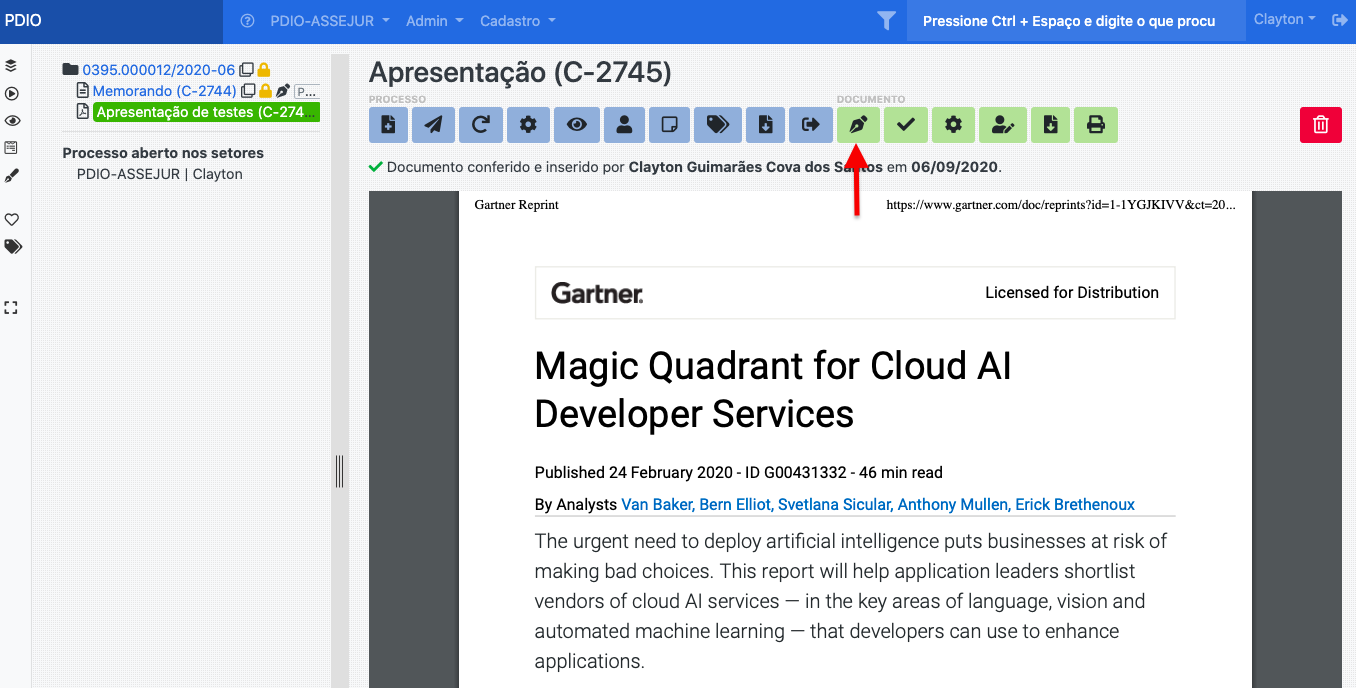 PDIO
PDIO-ASSEJUR
Admin
Cadastro
Pressione Ctrl + Espaço e digite o que procu
Clayton
0395.000012/2020-06
Memorando (C-2744)
P...
Apresentação de testes (C-274...
Processo aberto nos setores
PDIO-ASSEJUR | Clayton
Apresentação (C-2745)
PROCESSO
DOCUMENTO
Documento conferido e inserido por Clayton Guimarães Cova dos Santos em 06/09/2020.
Gartner Reprint
https://www.gartner.com/doc/reprints?id=1-1YGJKIVV&ct=20...
Gartner.
Licensed for Distribution
Magic Quadrant for Cloud AI
Developer Services
Published 24 February 2020 - ID G00431332 - 46 min read
By Analysts Van Baker, Bern Elliot, Svetlana Sicular, Anthony Mullen, Erick Brethenoux
The urgent need to deploy artificial intelligence puts businesses at risk of
making bad choices. This report will help application leaders shortlist
vendors of cloud AI services — in the key areas of language, vision and
automated machine learning — that developers can use to enhance
applications.